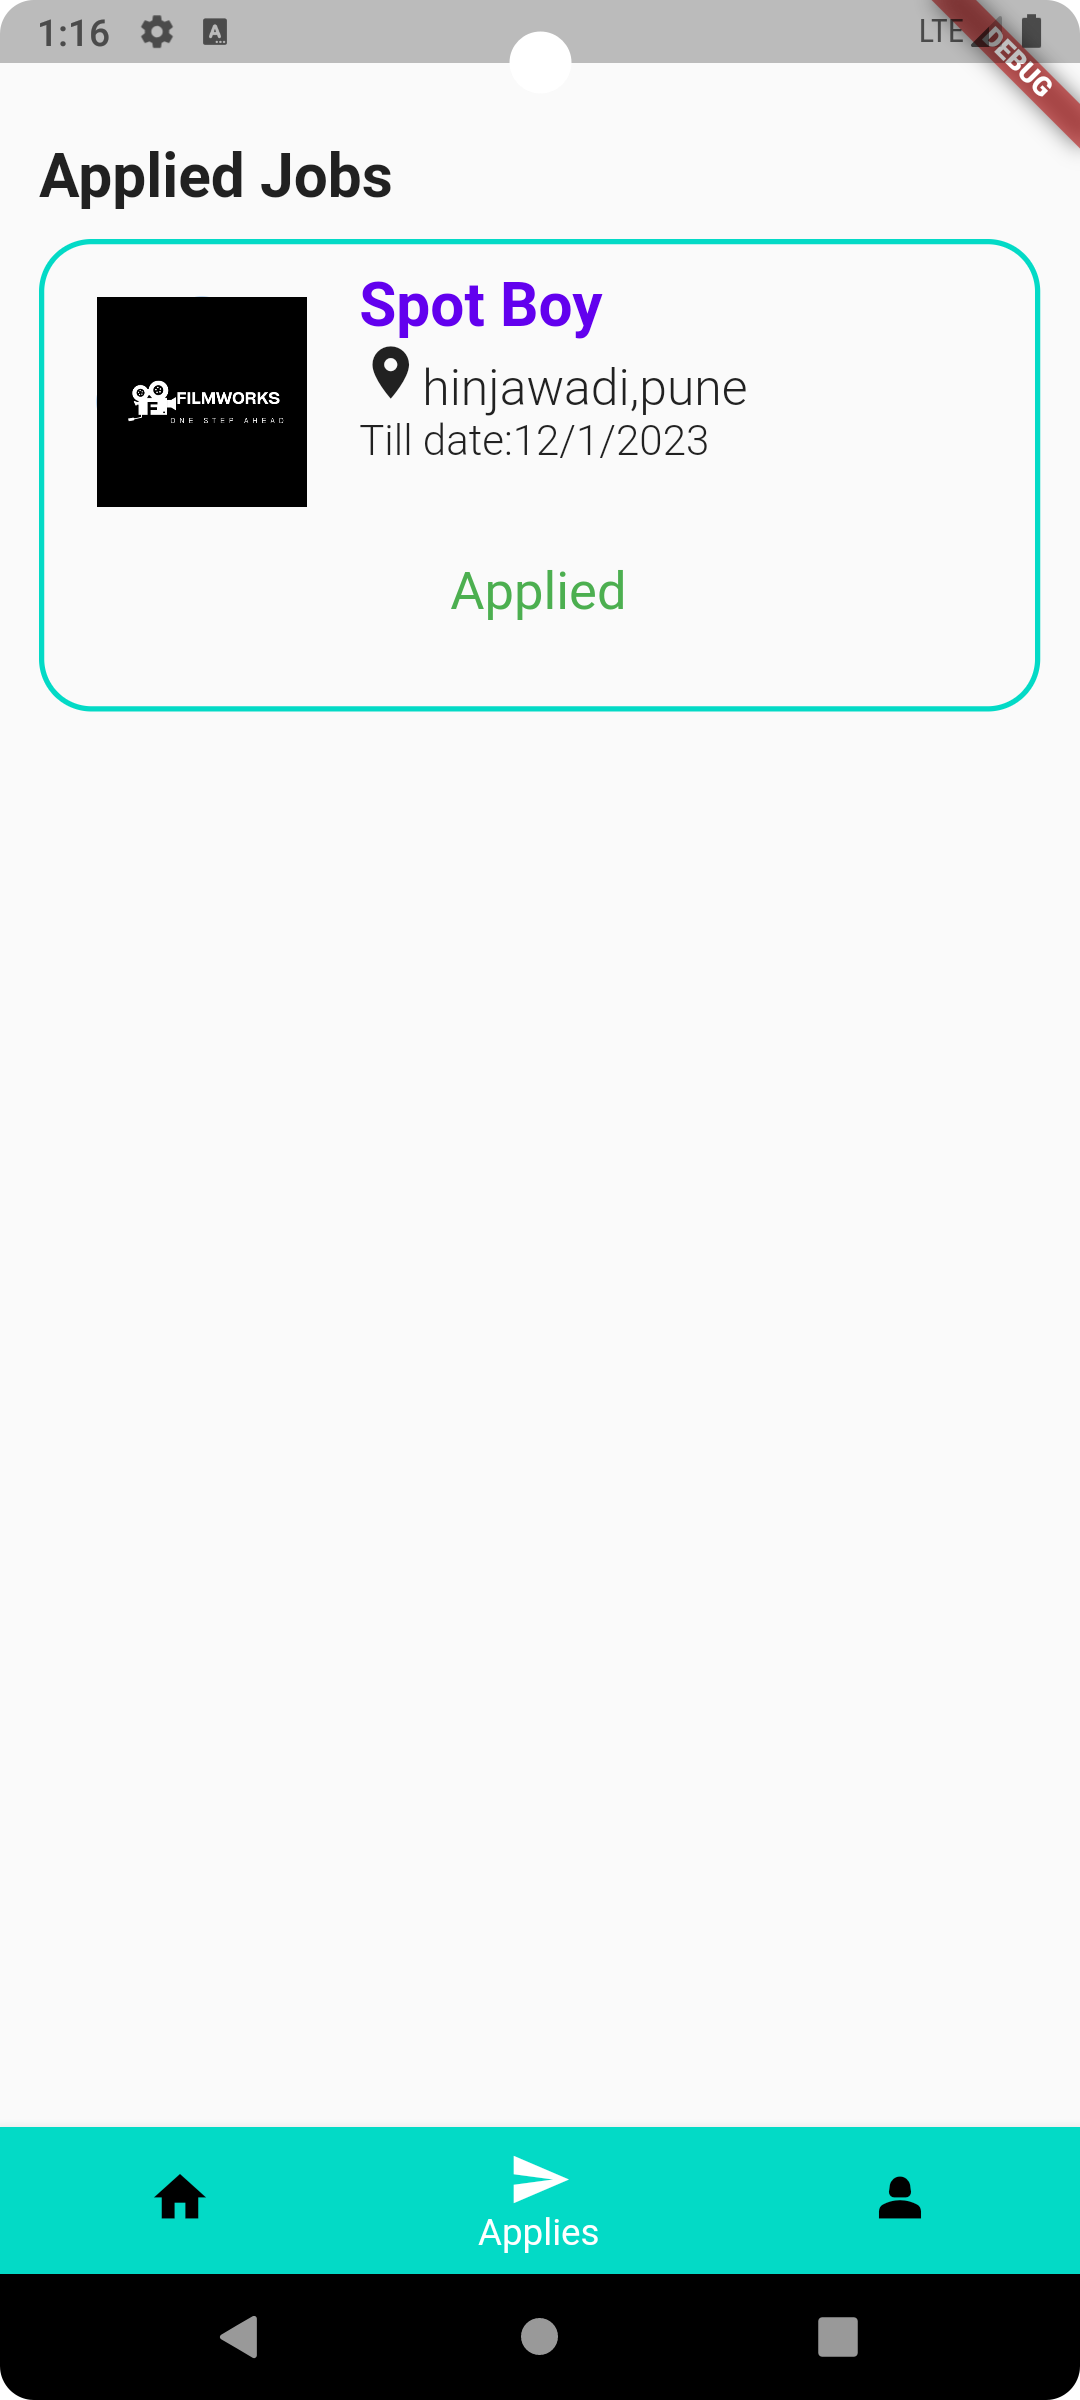 1:16
LTE
DEBUG
Applied Jobs
Spot Boy
hinjawadi,pune
Till date:12/1/2023
FILMWORKS
ONE STEP AHEAD
F
Applied
Applies